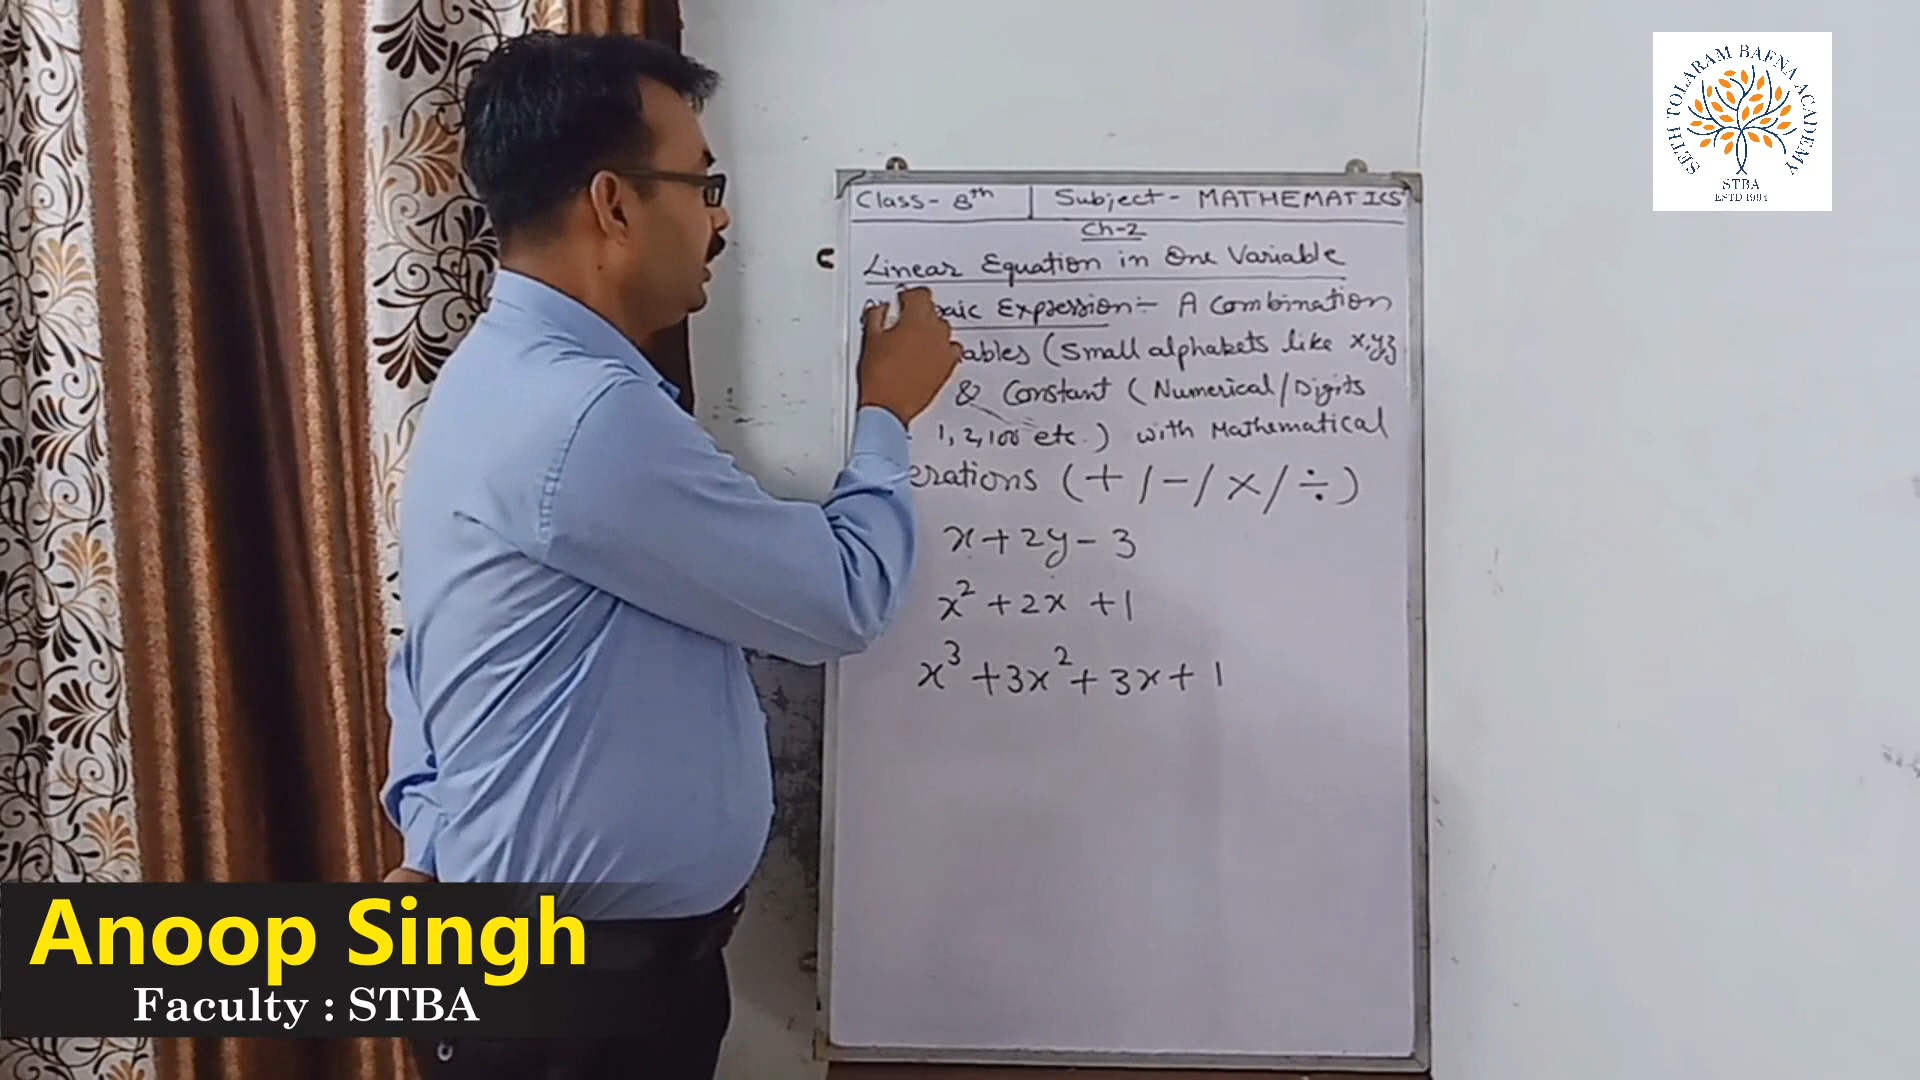 SETH TOLARAM BAFNA ACADEMY
STBA
ESTD 1994
Class- 8th | Subject- MATHEMATICS
Ch-2
Linear Equation in One Variable
Expression:- A Combination
(Small alphabets like x,y,z
& Constant (Numerical/Digits
1, 2, 100 etc.) with Mathematical
erations (+/-/×/÷)
x+2y-3
x²+2x+1
x³+3x²+3x+1
Anoop Singh
Faculty : STBA